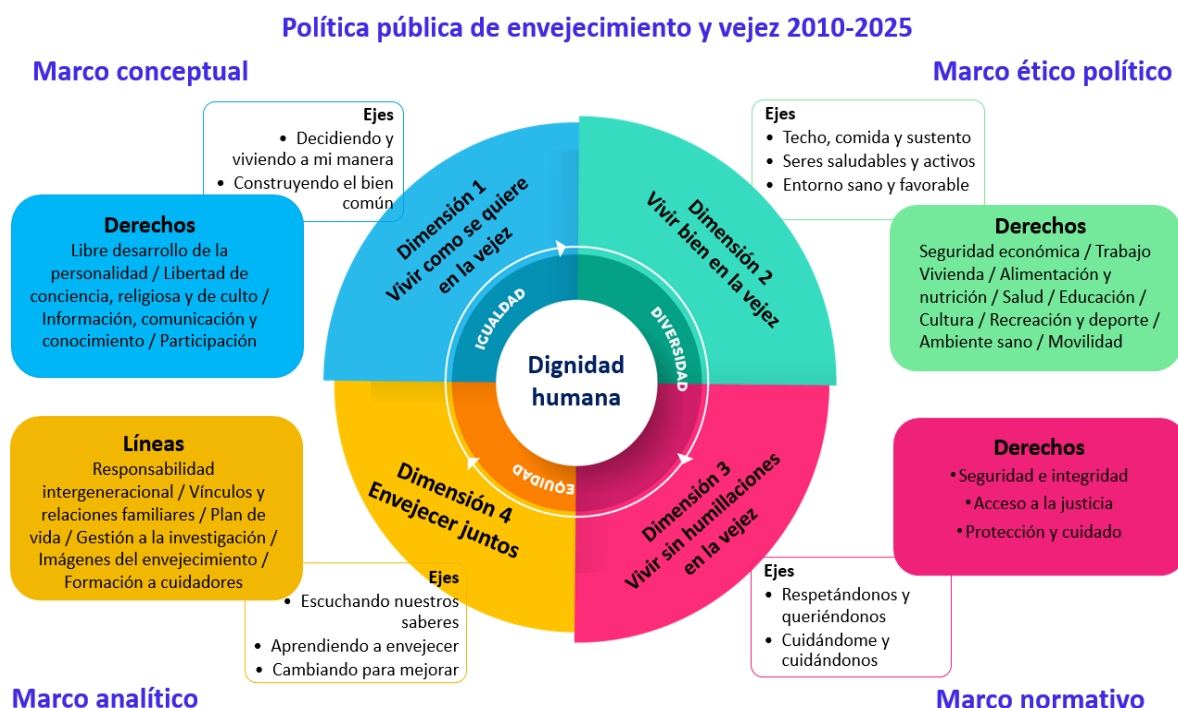 Política pública de envejecimiento y vejez 2010-2025
Marco conceptual
Marco ético político
Ejes
• Decidiendo y
viviendo a mi manera
• Construyendo el bien
común
Ejes
• Techo, comida y sustento
• Seres saludables y activos
• Entorno sano y favorable
Derechos
Libre desarrollo de la
personalidad / Libertad de
conciencia, religiosa y de culto /
Información, comunicación y
conocimiento / Participación
Dimensión 1
Vivir como se quiere
en la vejez
Dimensión 2
Vivir bien en la vejez
Derechos
Seguridad económica / Trabajo
Vivienda / Alimentación y
nutrición / Salud / Educación /
Cultura / Recreación y deporte /
Ambiente sano / Movilidad
IGUALDAD
DIVERSIDAD
Dignidad
humana
EQUIDAD
Líneas
Responsabilidad
intergeneracional / Vínculos y
relaciones familiares / Plan de
vida / Gestión a la investigación /
Imágenes del envejecimiento /
Formación a cuidadores
Dimensión 4
Envejecer juntos
Dimensión 3
Vivir sin humillaciones
en la vejez
Derechos
•Seguridad e integridad
•Acceso a la justicia
•Protección y cuidado
Ejes
• Escuchando nuestros
saberes
• Aprendiendo a envejecer
• Cambiando para mejorar
Ejes
• Respetándonos y
queriéndonos
• Cuidándome y
cuidándonos
Marco analítico
Marco normativo